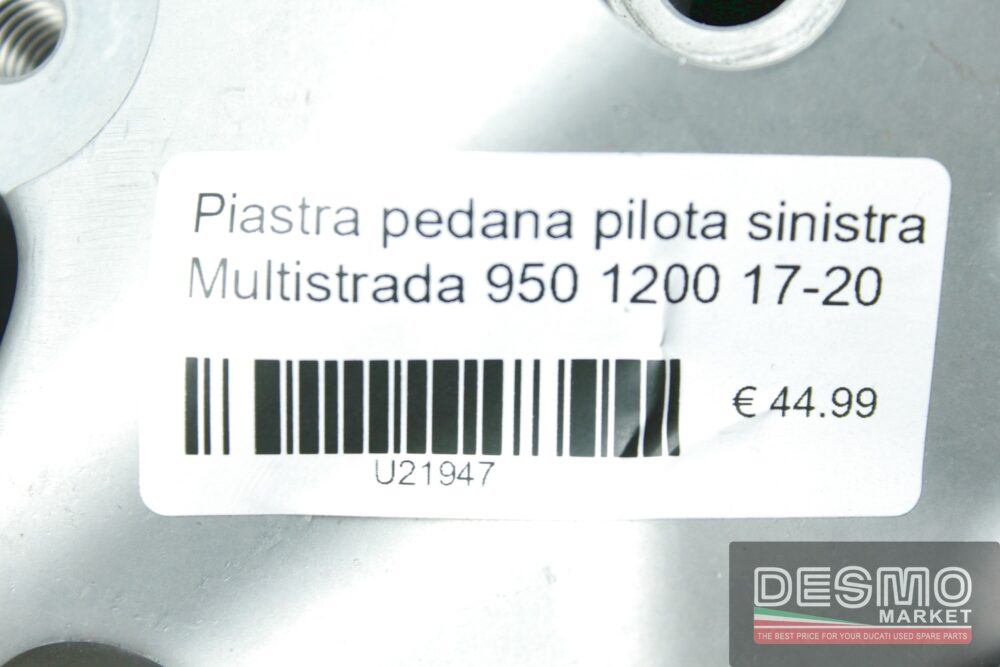 Piastra pedana pilota sinistra
Multistrada 950 1200 17-20
€ 44.99
U21947
DESMO
MARKET
THE BEST PRICE FOR YOUR DUCATI USED SPARE PARTS